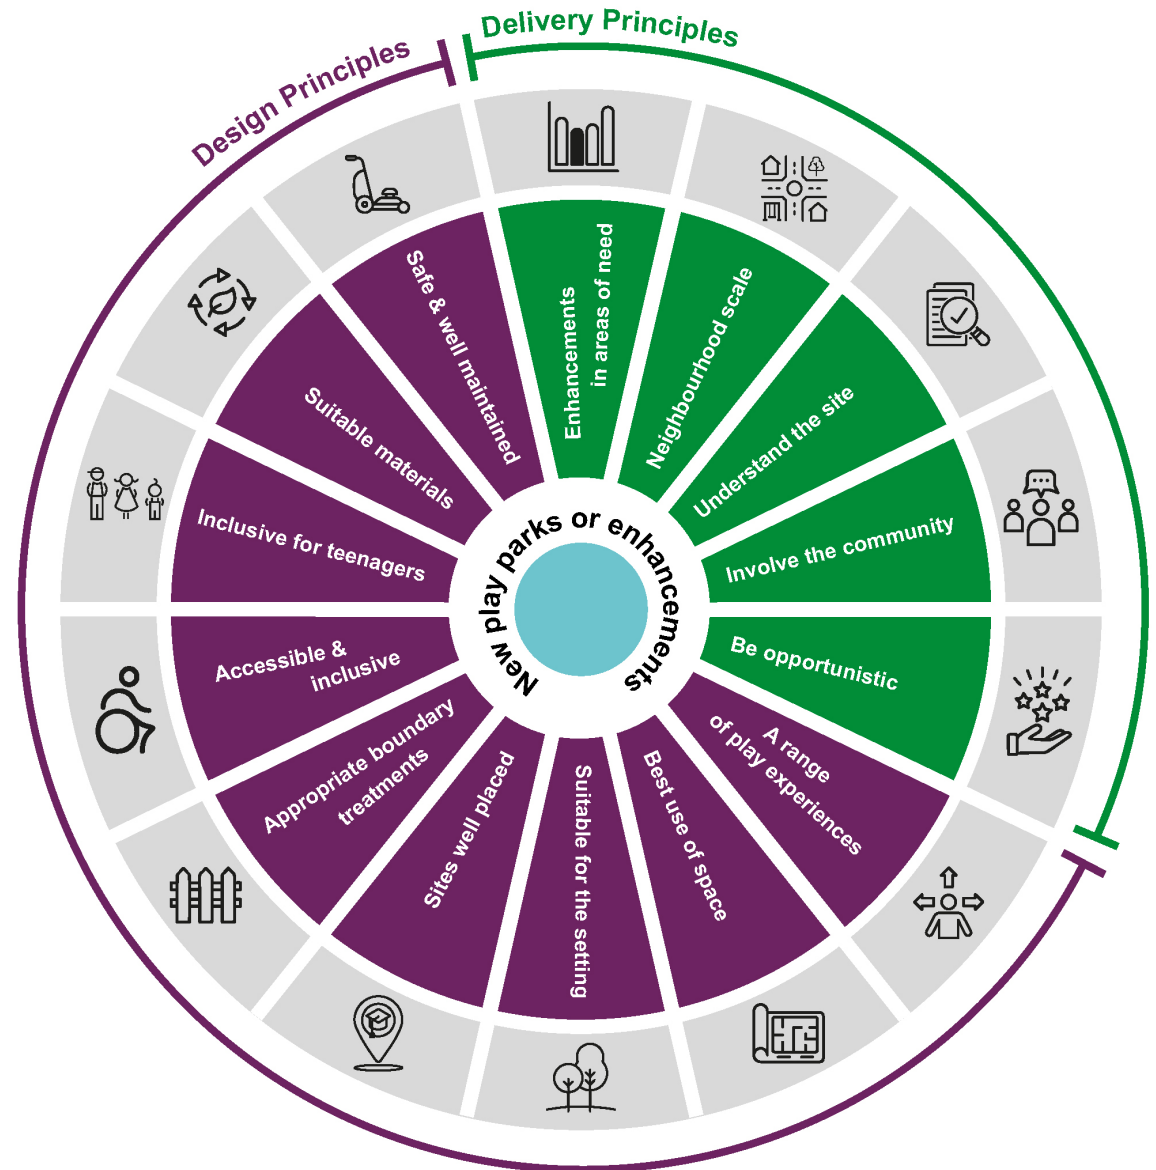 Design Principles
Delivery Principles
Enhancements
in areas of need
Neighbourhood scale
Understand the site
Involve the community
Be opportunistic
A range
of play experiences
Best use of space
Suitable for the setting
Sites well placed
Appropriate boundary
treatments
Accessible &
inclusive
Inclusive for teenagers
Suitable materials
Safe & well maintained
New play parks or enhancements